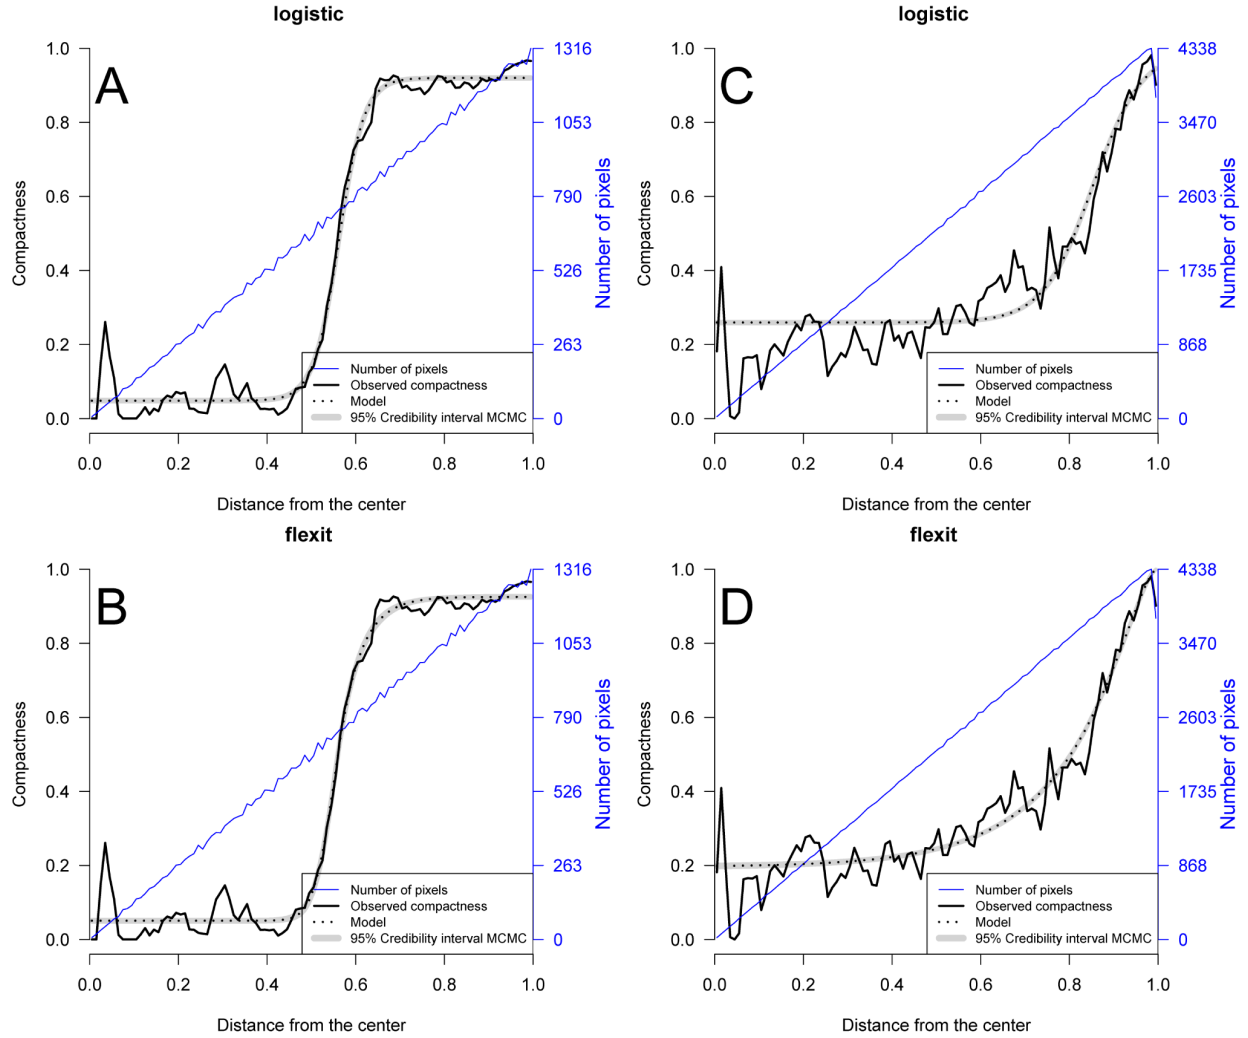 logistic
A
1.0
0.8
0.6
0.4
0.2
0.0
Compactness
1316
1053
790
526
263
0
Number of pixels
Number of pixels
Observed compactness
Model
95% Credibility interval MCMC
0.0 0.2 0.4 0.6 0.8 1.0
Distance from the center
logistic
C
1.0
0.8
0.6
0.4
0.2
0.0
Compactness
4338
3470
2603
1735
868
0
Number of pixels
Number of pixels
Observed compactness
Model
95% Credibility interval MCMC
0.0 0.2 0.4 0.6 0.8 1.0
Distance from the center
flexit
B
1.0
0.8
0.6
0.4
0.2
0.0
Compactness
1316
1053
790
526
263
0
Number of pixels
Number of pixels
Observed compactness
Model
95% Credibility interval MCMC
0.0 0.2 0.4 0.6 0.8 1.0
Distance from the center
flexit
D
1.0
0.8
0.6
0.4
0.2
0.0
Compactness
4338
3470
2603
1735
868
0
Number of pixels
Number of pixels
Observed compactness
Model
95% Credibility interval MCMC
0.0 0.2 0.4 0.6 0.8 1.0
Distance from the center